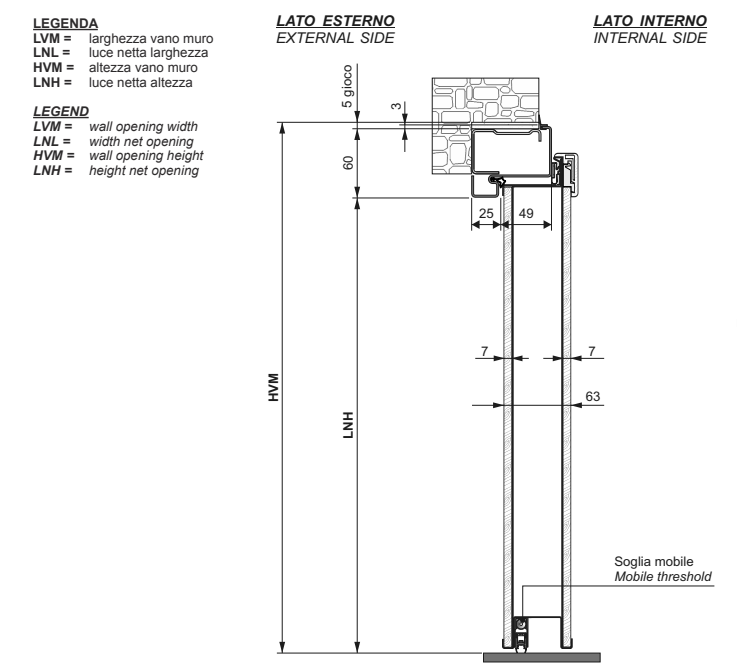 LEGENDA
LVM = larghezza vano muro
LNL = luce netta larghezza
HVM = altezza vano muro
LNH = luce netta altezza
LEGEND
LVM = wall opening width
LNL = width net opening
HVM = wall opening height
LNH = height net opening
LATO ESTERNO
EXTERNAL SIDE
LATO INTERNO
INTERNAL SIDE
5 gioco
3
60
25
49
7
7
63
HVM
LNH
Soglia mobile
Mobile threshold